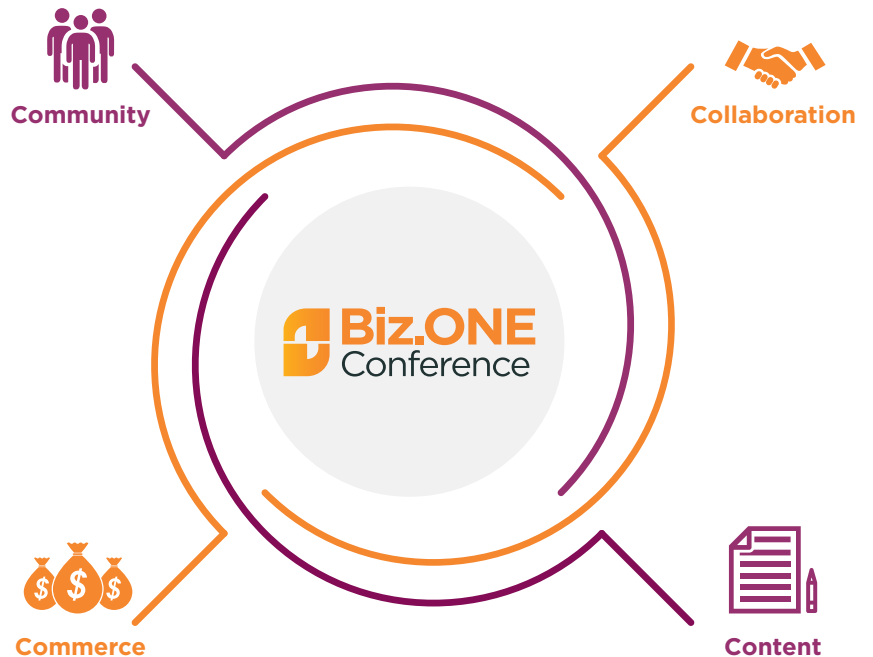 Community
Collaboration
Biz.ONE
Conference
$ $ $
Commerce
Content